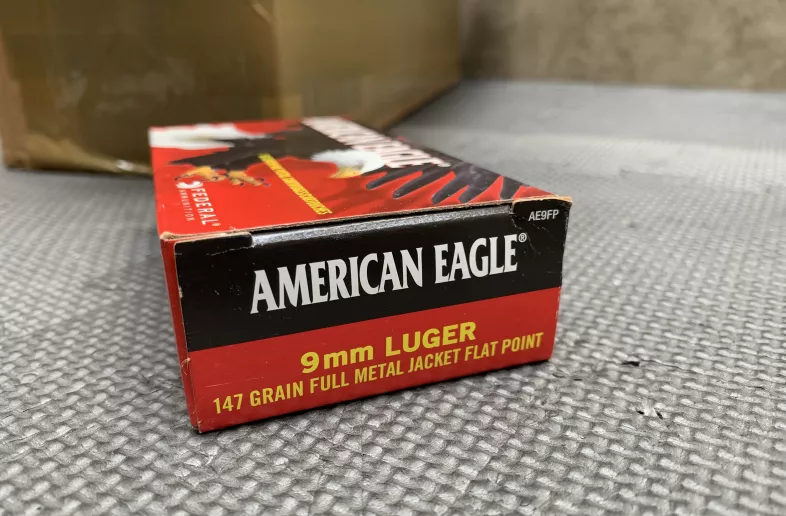 FEDERAL®
AMMUNITION
AE9FP
AMERICAN EAGLE®
9mm LUGER
147 GRAIN FULL METAL JACKET FLAT POINT